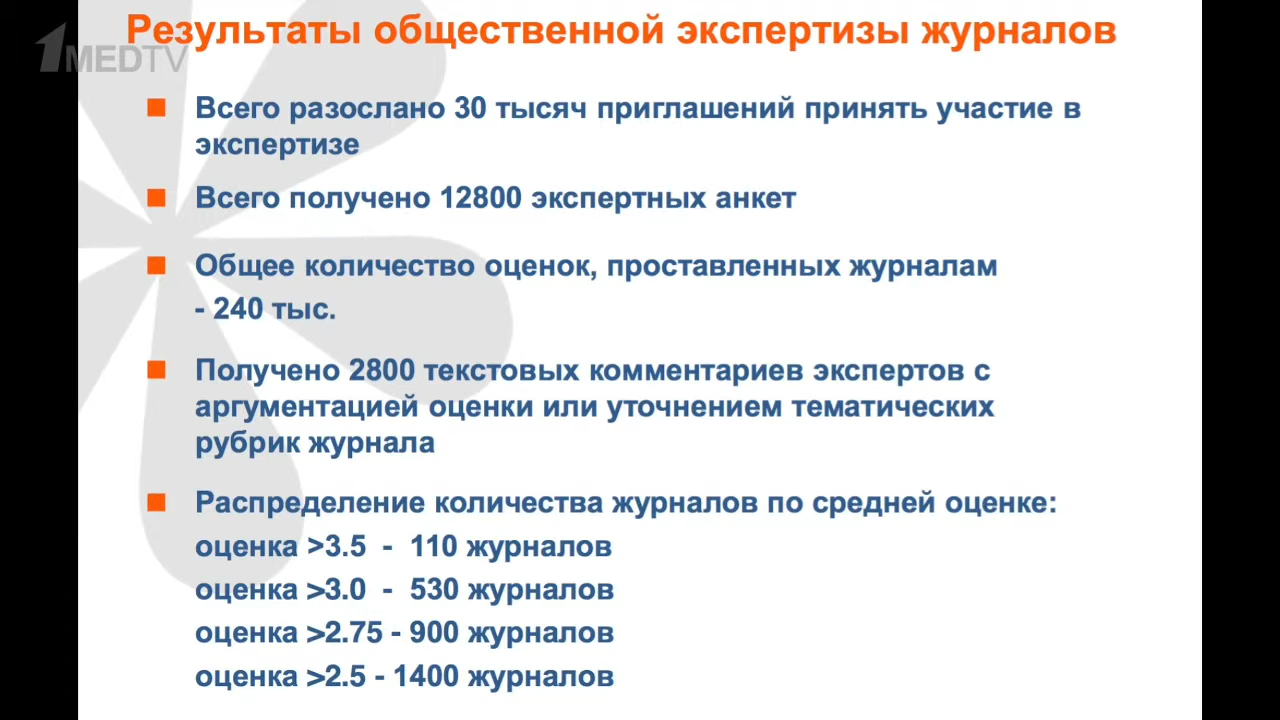 Результаты общественной экспертизы журналов
1MEDTV
Всего разослано 30 тысяч приглашений принять участие в
экспертизе
Всего получено 12800 экспертных анкет
Общее количество оценок, проставленных журналам
- 240 тыс.
Получено 2800 текстовых комментариев экспертов с
аргументацией оценки или уточнением тематических
рубрик журнала
Распределение количества журналов по средней оценке:
оценка >3.5 - 110 журналов
оценка >3.0 - 530 журналов
оценка >2.75 - 900 журналов
оценка >2.5 - 1400 журналов